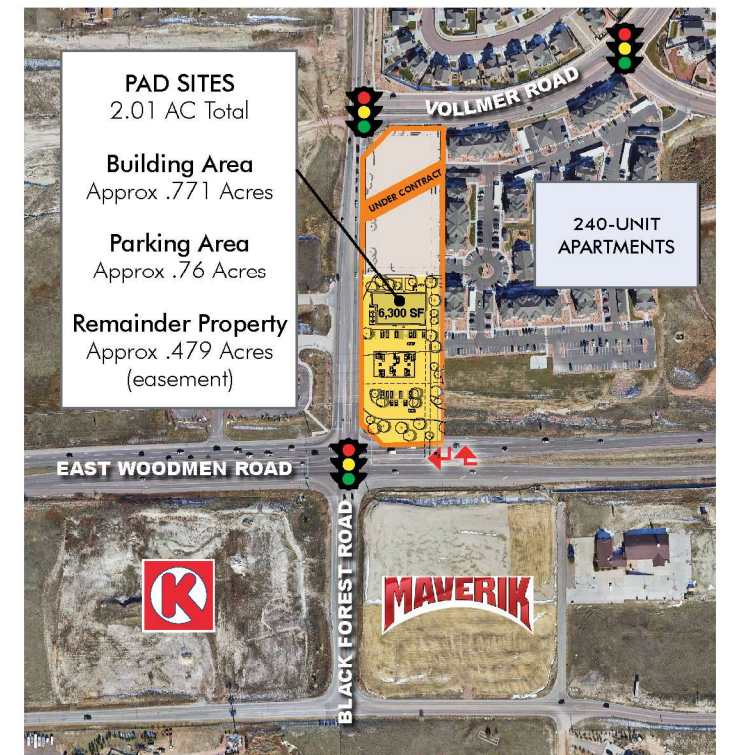 PAD SITES
2.01 AC Total
Building Area
Approx .771 Acres
Parking Area
Approx .76 Acres
Remainder Property
Approx .479 Acres
(easement)
VOLLMER ROAD
UNDER CONTRACT
240-UNIT
APARTMENTS
6,300 SF
EAST WOODMEN ROAD
BLACK FOREST ROAD
K
MAVERIK